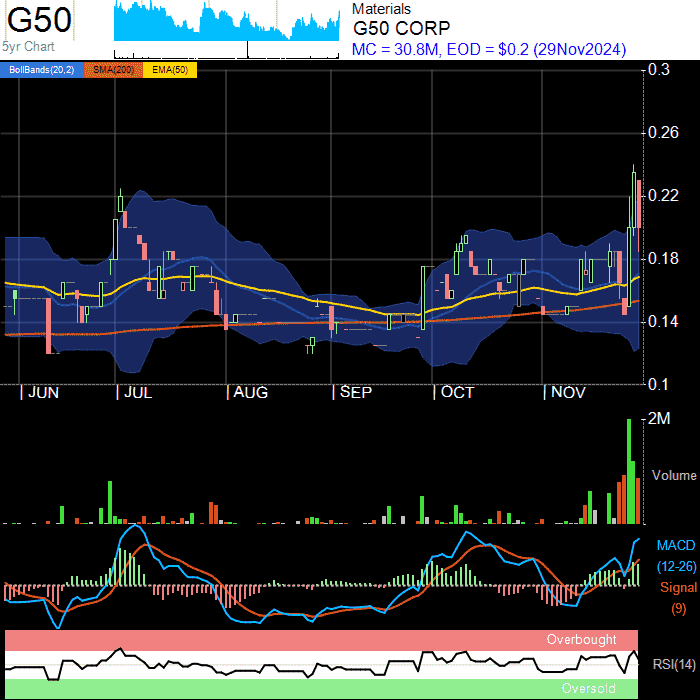 G50
5yr Chart
Materials
G50 CORP
MC = 30.8M, EOD = $0.2 (29Nov2024)
BollBands(20,2) SMA(200) EMA(50)
0.3
0.26
0.22
0.18
0.14
0.1
JUN JUL AUG SEP OCT NOV
2M
Volume
MACD
(12-26)
Signal
(9)
Overbought
RSI(14)
Oversold